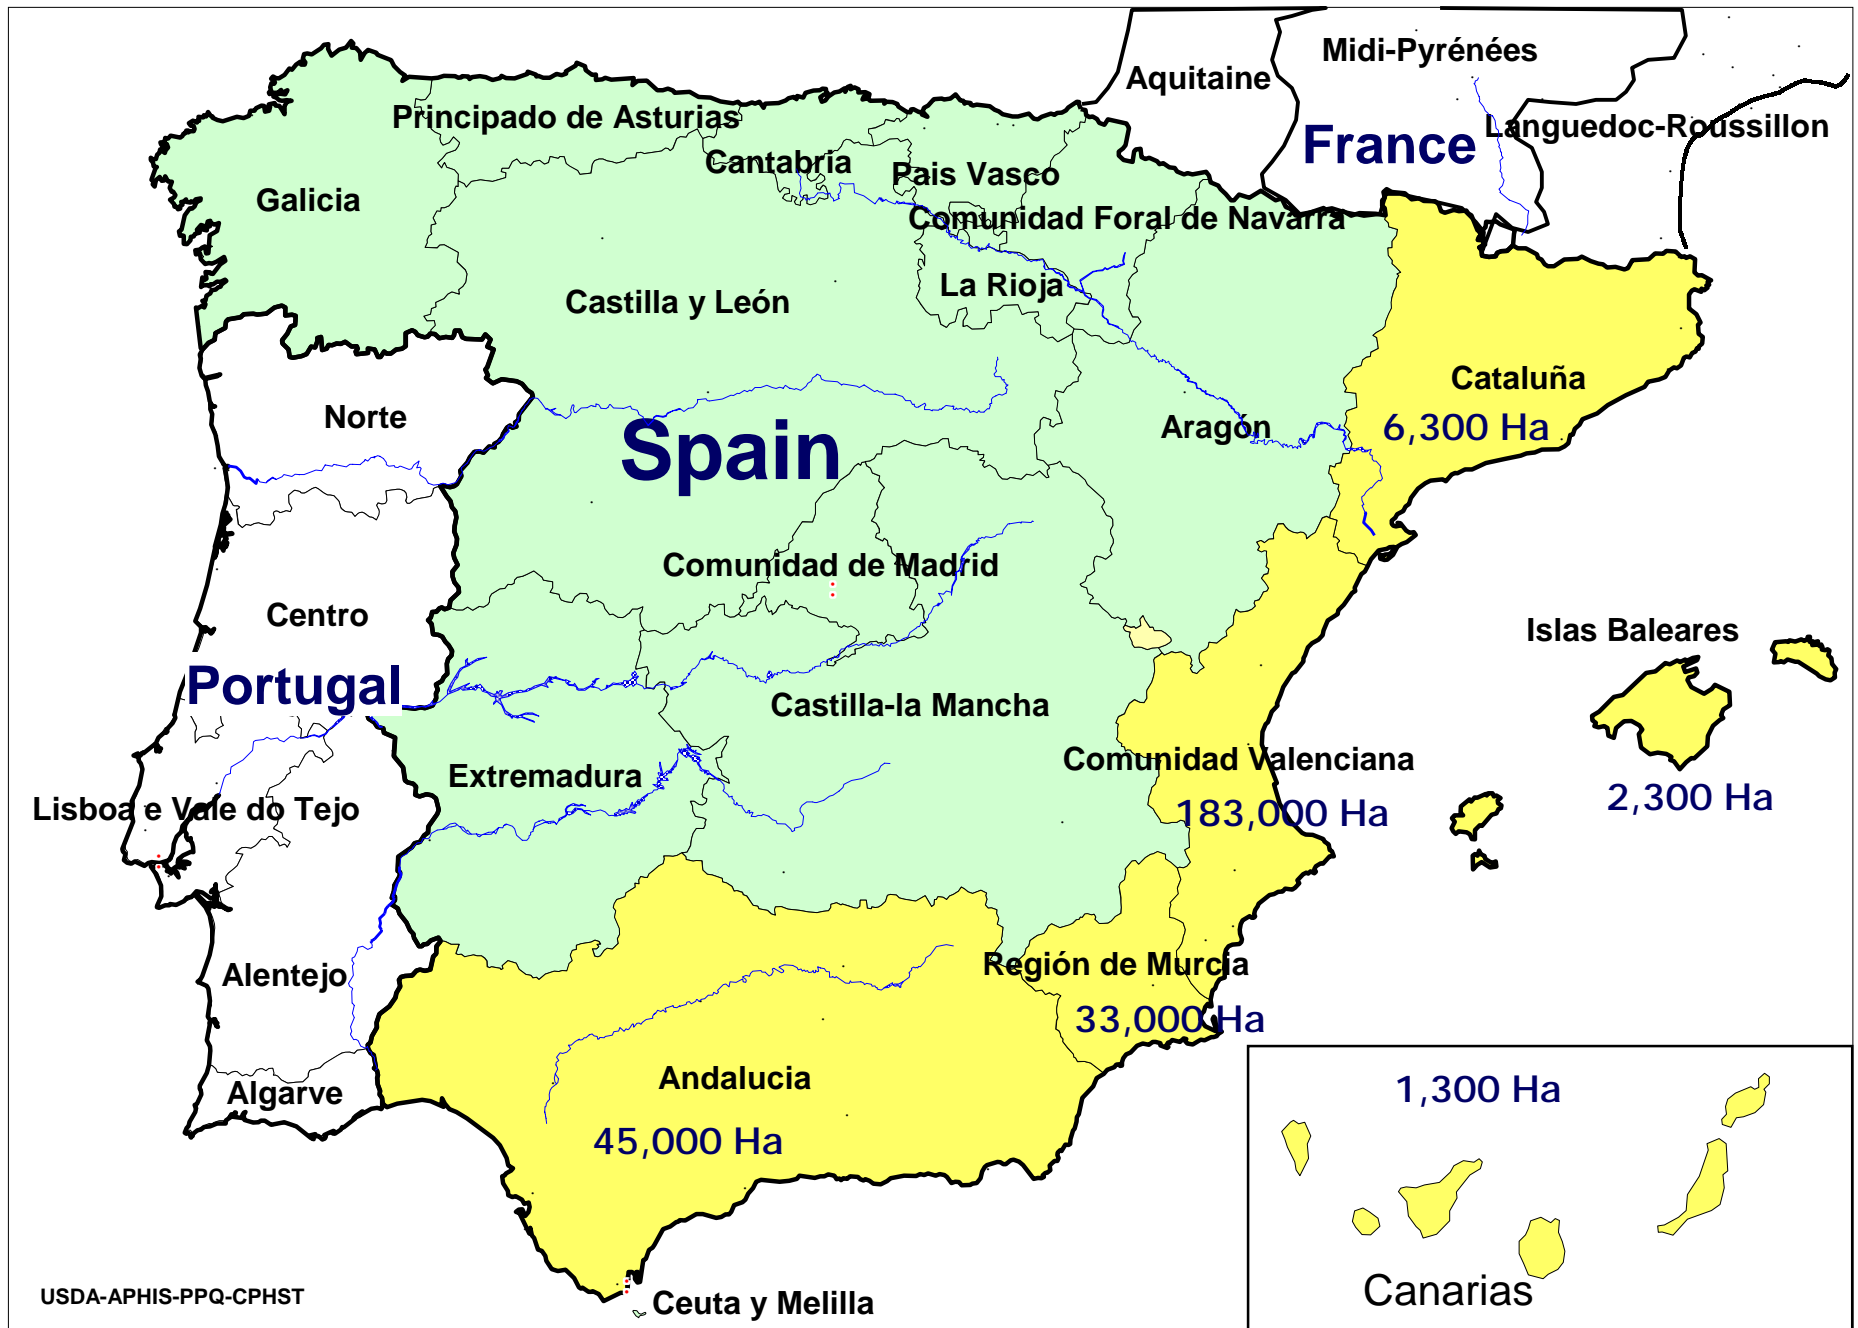 Midi-Pyrénées
Aquitaine
Principado de Asturias
Languedoc-Roussillon
France
Cantabria
Pais Vasco
Galicia
Comunidad Foral de Navarra
La Rioja
Castilla y León
Cataluña
Norte
Aragón
6,300 Ha
Spain
Comunidad de Madrid
Centro
Islas Baleares
Portugal
Castilla-la Mancha
Comunidad Valenciana
Extremadura
2,300 Ha
Lisboa e Vale do Tejo
183,000 Ha
Región de Murcia
Alentejo
33,000 Ha
Andalucia
1,300 Ha
Algarve
45,000 Ha
Canarias
USDA-APHIS-PPQ-CPHST
Ceuta y Melilla